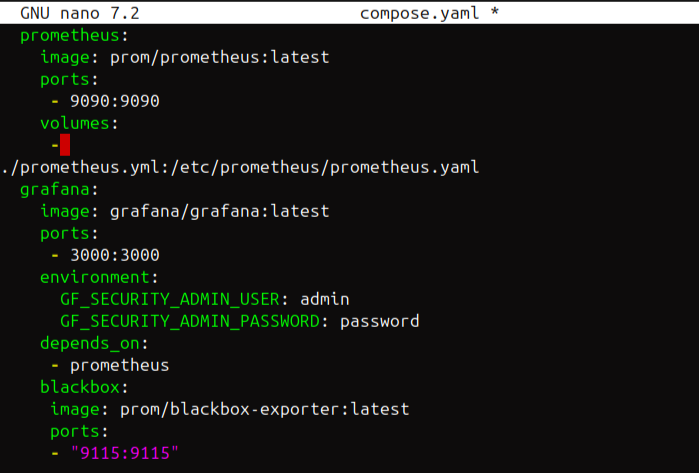 GNU nano 7.2 compose.yaml *
prometheus:
image: prom/prometheus:latest
ports:
- 9090:9090
volumes:
-
./prometheus.yml:/etc/prometheus/prometheus.yaml
grafana:
image: grafana/grafana:latest
ports:
- 3000:3000
environment:
GF_SECURITY_ADMIN_USER: admin
GF_SECURITY_ADMIN_PASSWORD: password
depends_on:
- prometheus
blackbox:
image: prom/blackbox-exporter:latest
ports:
- "9115:9115"